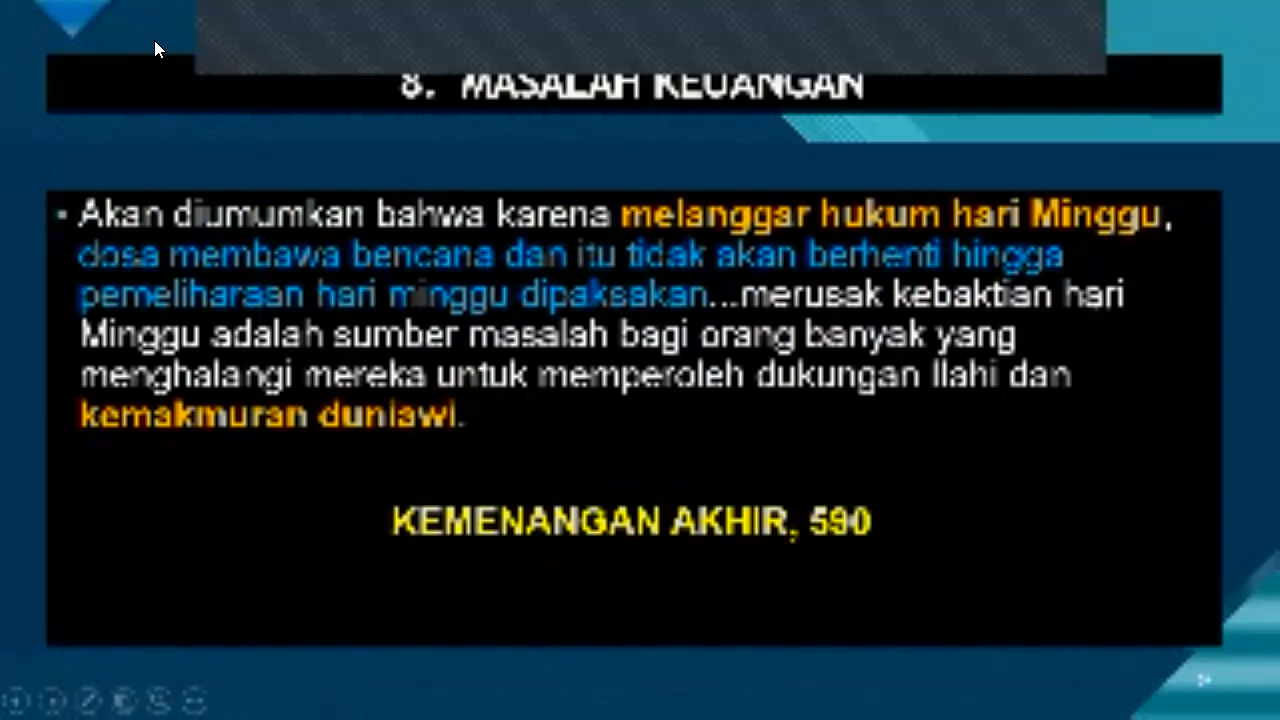 8. MASALAH KEUANGAN
Akan diumumkan bahwa karena melanggar hukum hari Minggu,
dosa membawa bencana dan itu tidak akan berhenti hingga
pemeliharaan hari minggu dipaksakan...merusak kebaktian hari
Minggu adalah sumber masalah bagi orang banyak yang
menghalangi mereka untuk memperoleh dukungan Ilahi dan
kemakmuran duniawi.
KEMENANGAN AKHIR, 590